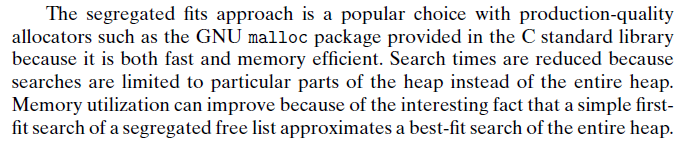 The segregated fits approach is a popular choice with production-quality
allocators such as the GNU malloc package provided in the C standard library
because it is both fast and memory efficient. Search times are reduced because
searches are limited to particular parts of the heap instead of the entire heap.
Memory utilization can improve because of the interesting fact that a simple first-
fit search of a segregated free list approximates a best-fit search of the entire heap.